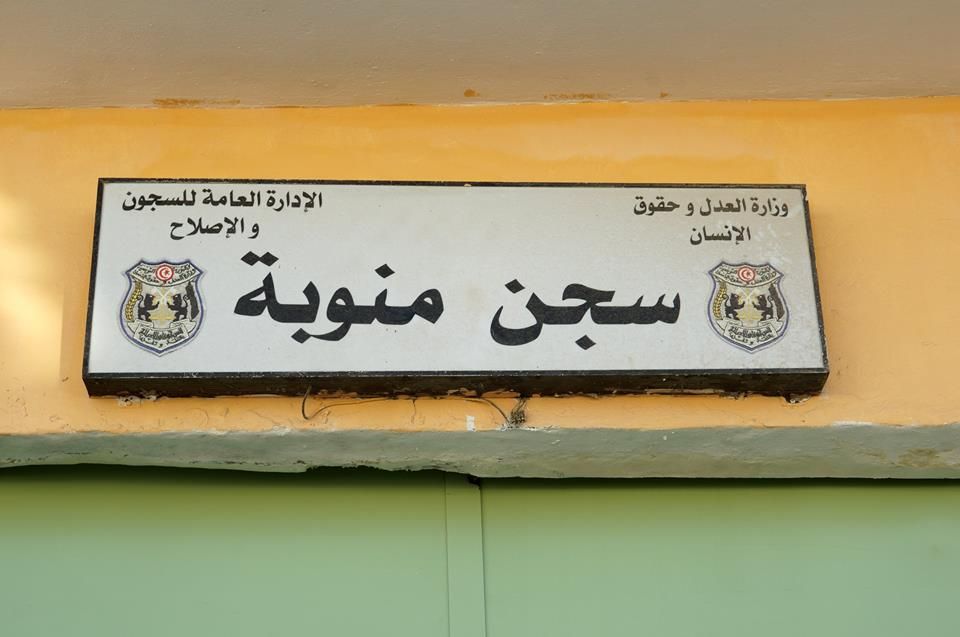 وزارة العدل و حقوق
الإنسان
الإدارة العامة للسجون
و الإصلاح
سجن منوبة